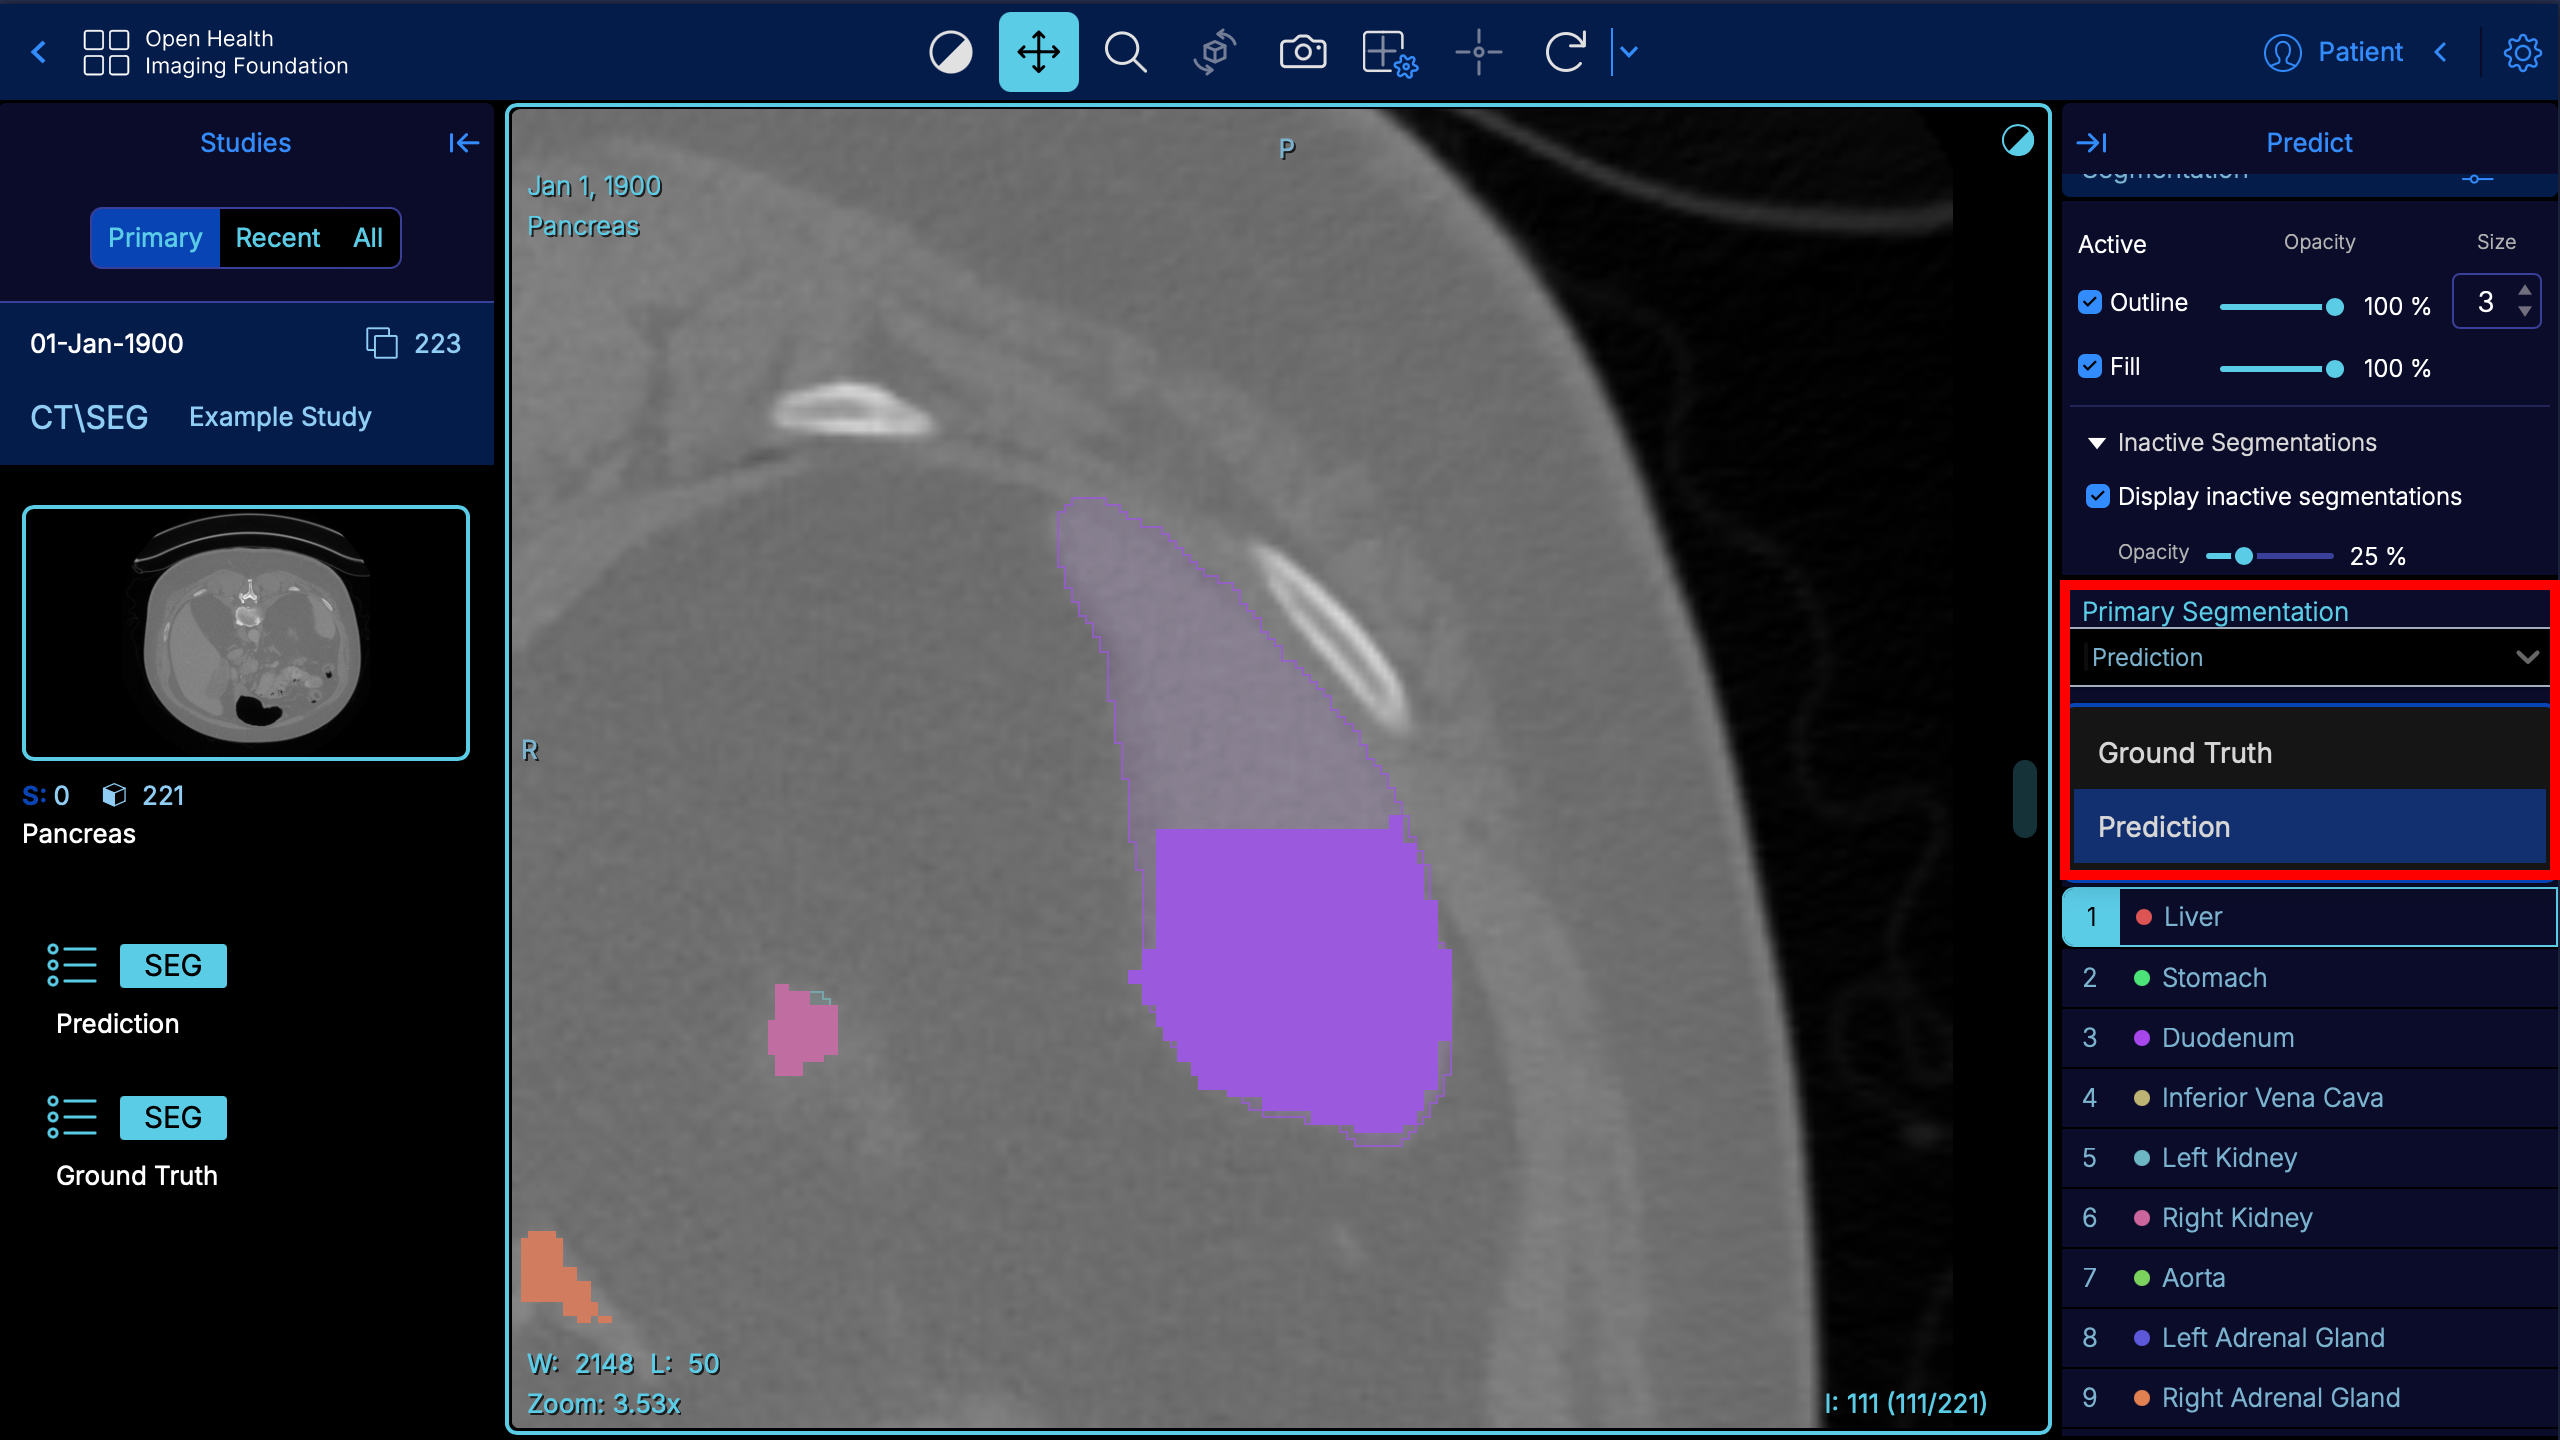 Open Health
Imaging Foundation
Patient
Studies
Primary
Recent
All
01-Jan-1900
223
CT\SEG
Example Study
S: 0
221
Pancreas
SEG
Prediction
SEG
Ground Truth
Jan 1, 1900
Pancreas
P
R
W: 2148 L: 50
Zoom: 3.53x
I: 111 (111/221)
Predict
Segmentation
Active
Opacity
Size
Outline
100 %
3
Fill
100 %
Inactive Segmentations
Display inactive segmentations
Opacity
25 %
Primary Segmentation
Prediction
Ground Truth
Prediction
1 Liver
2 Stomach
3 Duodenum
4 Inferior Vena Cava
5 Left Kidney
6 Right Kidney
7 Aorta
8 Left Adrenal Gland
9 Right Adrenal Gland